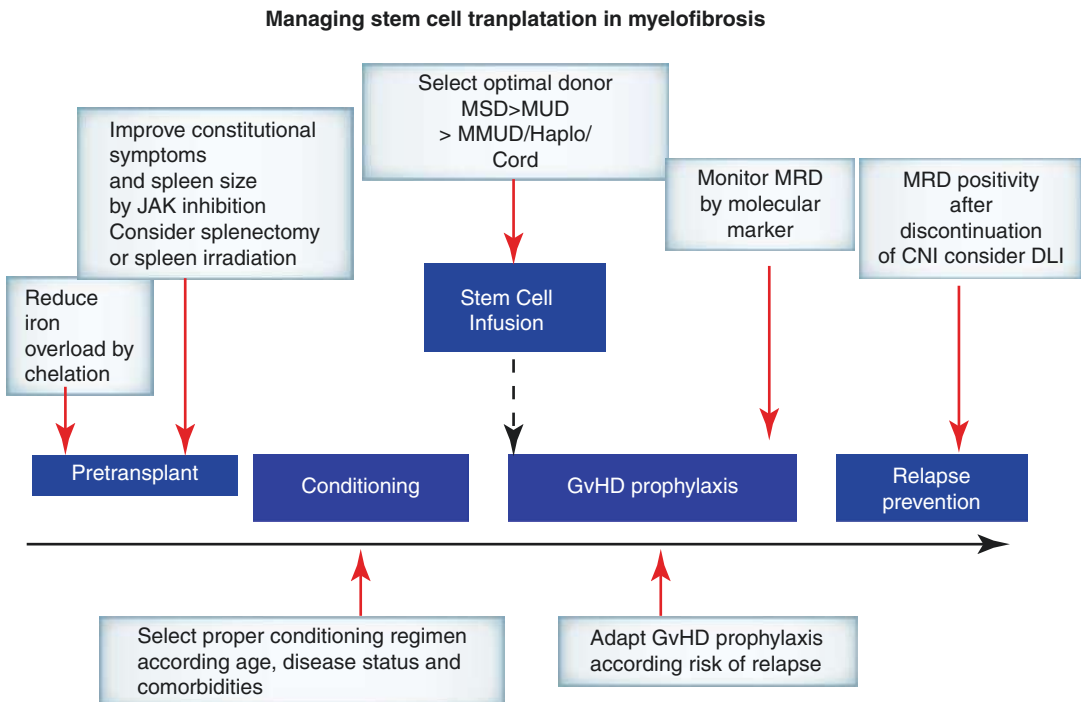 Managing stem cell tranplatation in myelofibrosis
Select optimal donor
MSD>MUD
> MMUD/Haplo/
Cord
Improve constitutional
symptoms
and spleen size
by JAK inhibition
Consider splenectomy
or spleen irradiation
Monitor MRD
by molecular
marker
MRD positivity
after
discontinuation
of CNI consider DLI
Reduce
iron
overload by
chelation
Stem Cell
Infusion
Pretransplant
Conditioning
GvHD prophylaxis
Relapse
prevention
Select proper conditioning regimen
according age, disease status and
comorbidities
Adapt GvHD prophylaxis
according risk of relapse